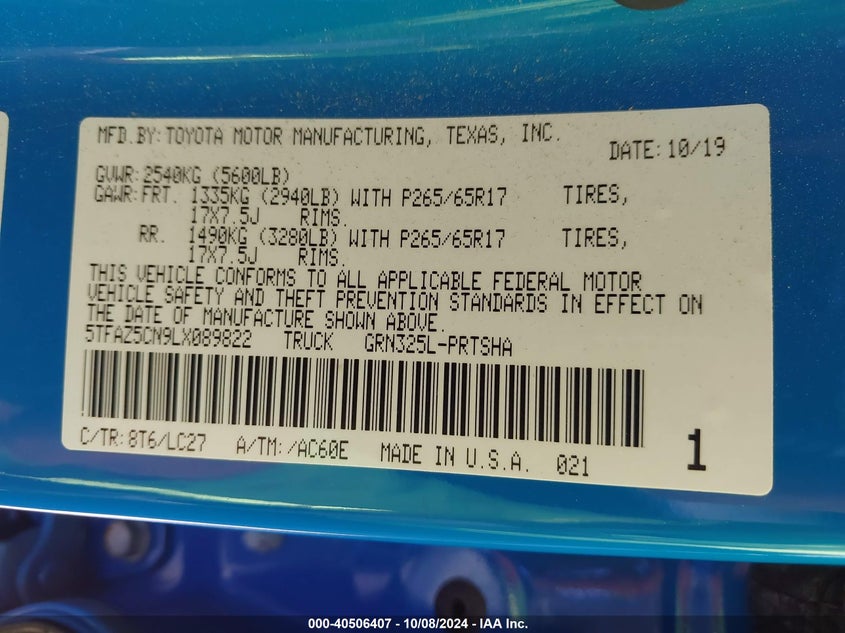 MFD.BY:TOYOTA MOTOR MANUFACTURING, TEXAS, INC.
DATE:10/19
GVWR:2540KG (5600LB)
GAWR:FRT. 1335KG (2940LB) WITH P265/65R17 TIRES,
17X7.5J RIMS.
RR. 1490KG (3280LB) WITH P265/65R17 TIRES,
17X7.5J RIMS.
THIS VEHICLE CONFORMS TO ALL APPLICABLE FEDERAL MOTOR
VEHICLE SAFETY AND THEFT PREVENTION STANDARDS IN EFFECT ON
THE DATE OF MANUFACTURE SHOWN ABOVE.
5TFAZ5CN9LX089822 TRUCK GRN325L-PRTSHA
C/TR:8T6/LC27 A/TM:/AC60E MADE IN U.S.A. 021
1
000-40506407 - 10/08/2024 - IAA Inc.